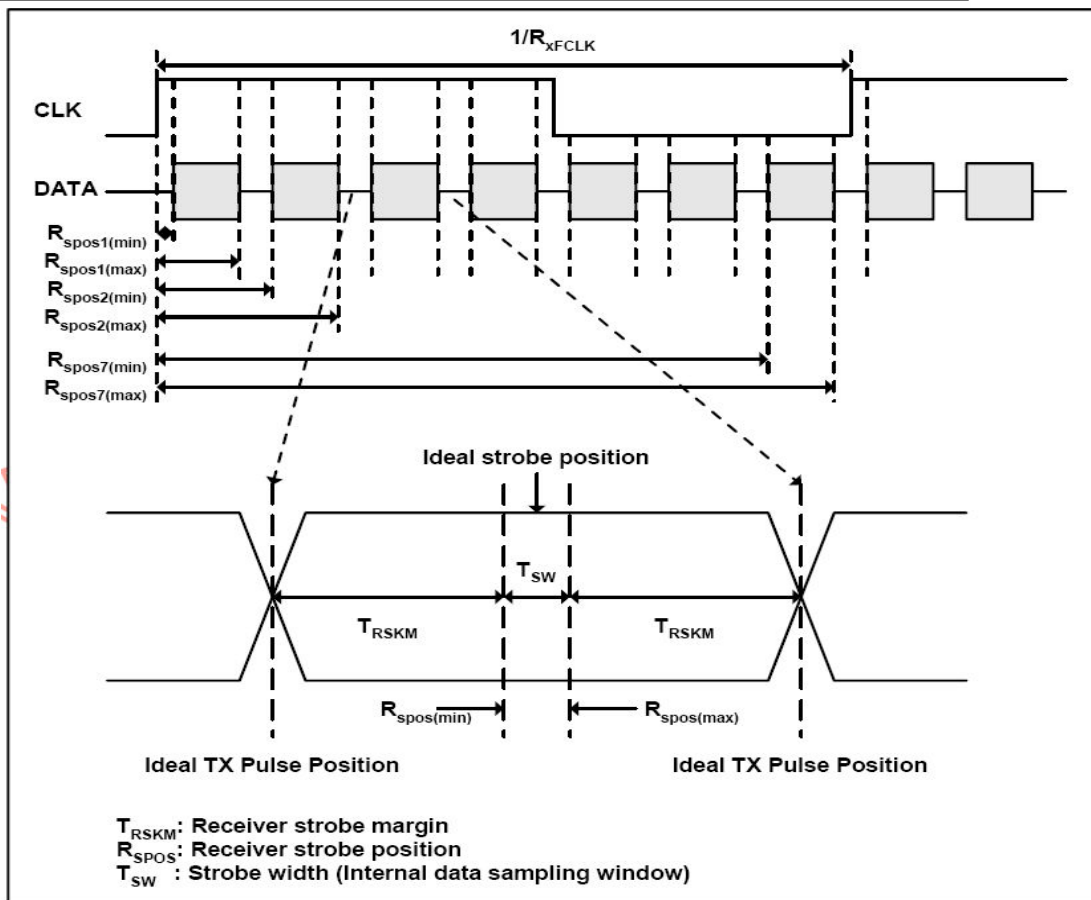 1/RxFCLK
CLK
DATA
Rspos1(min)
Rspos1(max)
Rspos2(min)
Rspos2(max)
Rspos7(min)
Rspos7(max)
Ideal strobe position
TSW
TRSKM TRSKM
Rspos(min) Rspos(max)
Ideal TX Pulse Position Ideal TX Pulse Position
TRSKM: Receiver strobe margin
RSPOS: Receiver strobe position
TSW : Strobe width (Internal data sampling window)